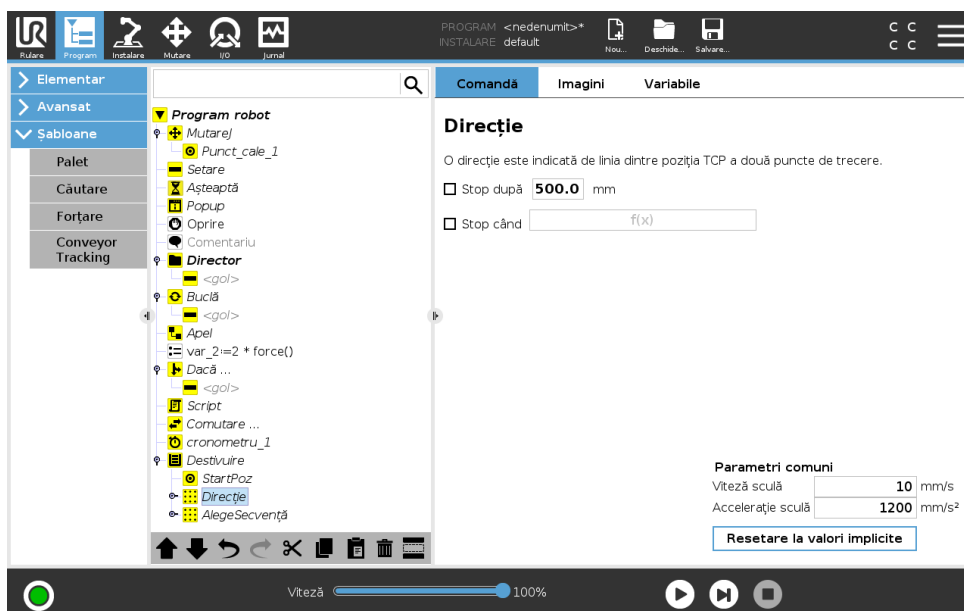 UR
Rulare
Program
Instalare
Mutare
I/O
Jurnal
PROGRAM <nedenumit>*
INSTALARE default
Nou...
Deschide...
Salvare...
C C
C C
Elementar
Avansat
Șabloane
Palet
Căutare
Forțare
Conveyor
Tracking
Program robot
MutareJ
Punct_cale_1
Setare
Așteaptă
Popup
Oprire
Comentariu
Director
<gol>
Buclă
<gol>
Apel
var_2:=2 * force()
Dacă ...
<gol>
Script
Comutare ...
cronometru_1
Destivuire
StartPoz
Direcție
AlegeSecvență
Comandă
Imagini
Variabile
Direcție
O direcție este indicată de linia dintre poziția TCP a două puncte de trecere.
Stop după 500.0 mm
Stop când f(x)
Parametri comuni
Viteză sculă 10 mm/s
Accelerație sculă 1200 mm/s²
Resetare la valori implicite
Viteză 100%